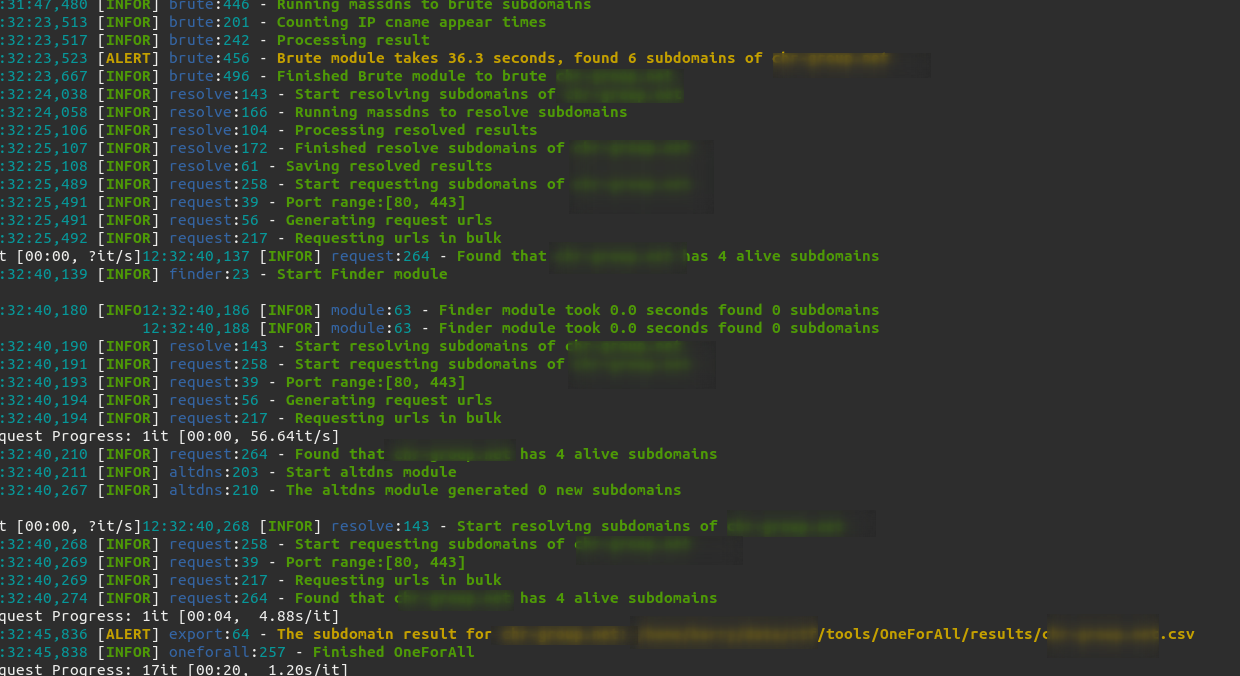 :31:47,480 [INFOR] brute:446 - Running massdns to brute subdomains
:32:23,513 [INFOR] brute:201 - Counting IP cname appear times
:32:23,517 [INFOR] brute:242 - Processing result
:32:23,523 [ALERT] brute:456 - Brute module takes 36.3 seconds, found 6 subdomains of
:32:23,667 [INFOR] brute:496 - Finished Brute module to brute
:32:24,038 [INFOR] resolve:143 - Start resolving subdomains of
:32:24,058 [INFOR] resolve:166 - Running massdns to resolve subdomains
:32:25,106 [INFOR] resolve:104 - Processing resolved results
:32:25,107 [INFOR] resolve:172 - Finished resolve subdomains of
:32:25,108 [INFOR] resolve:61 - Saving resolved results
:32:25,489 [INFOR] request:258 - Start requesting subdomains of
:32:25,491 [INFOR] request:39 - Port range:[80, 443]
:32:25,491 [INFOR] request:56 - Generating request urls
:32:25,492 [INFOR] request:217 - Requesting urls in bulk
t [00:00, ?it/s]12:32:40,137 [INFOR] request:264 - Found that has 4 alive subdomains
:32:40,139 [INFOR] finder:23 - Start Finder module
:32:40,180 [INFO12:32:40,186 [INFOR] module:63 - Finder module took 0.0 seconds found 0 subdomains
12:32:40,188 [INFOR] module:63 - Finder module took 0.0 seconds found 0 subdomains
:32:40,190 [INFOR] resolve:143 - Start resolving subdomains of
:32:40,191 [INFOR] request:258 - Start requesting subdomains of
:32:40,193 [INFOR] request:39 - Port range:[80, 443]
:32:40,194 [INFOR] request:56 - Generating request urls
:32:40,194 [INFOR] request:217 - Requesting urls in bulk
quest Progress: 1it [00:00, 56.64it/s]
:32:40,210 [INFOR] request:264 - Found that has 4 alive subdomains
:32:40,211 [INFOR] altdns:203 - Start altdns module
:32:40,267 [INFOR] altdns:210 - The altdns module generated 0 new subdomains
t [00:00, ?it/s]12:32:40,268 [INFOR] resolve:143 - Start resolving subdomains of
:32:40,268 [INFOR] request:258 - Start requesting subdomains of
:32:40,269 [INFOR] request:39 - Port range:[80, 443]
:32:40,269 [INFOR] request:217 - Requesting urls in bulk
:32:40,274 [INFOR] request:264 - Found that has 4 alive subdomains
quest Progress: 1it [00:04, 4.88s/it]
:32:45,836 [ALERT] export:64 - The subdomain result for /tools/OneForAll/results/ .csv
:32:45,838 [INFOR] oneforall:257 - Finished OneForAll
quest Progress: 17it [00:20, 1.20s/it]